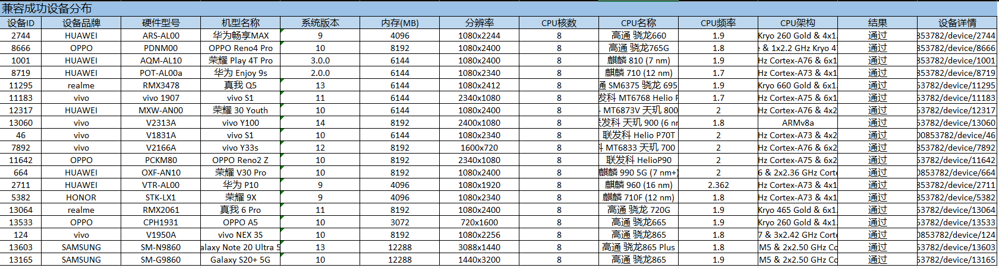 兼容成功设备分布
设备ID 设备品牌 硬件型号 机型名称 系统版本 内存(MB) 分辨率 CPU核数 CPU名称 CPU频率 CPU架构 结果 设备详情
2744 HUAWEI ARS-AL00 华为畅享MAX 9 4096 1080x2244 8 高通 骁龙660 1.9 Kryo 260 Gold & 4x1. 通过 853782/device/2744
8666 OPPO PDNM00 OPPO Reno4 Pro 10 8192 1080x2400 8 高通 骁龙765G 1.8 e & 1x2.2 GHz Kryo 47 通过 853782/device/8666
1001 HUAWEI AQM-AL10 荣耀 Play 4T Pro 3.0.0 6144 1080x2400 8 麒麟 810 (7 nm) 1.9 Hz Cortex-A76 & 6x1 通过 853782/device/1001
8719 HUAWEI POT-AL00a 华为 Enjoy 9s 2.0.0 6144 1080x2340 8 麒麟 710 (12 nm) 1.7 Hz Cortex-A73 & 4x1 通过 853782/device/8719
11295 realme RMX3478 真我 Q5 13 6144 1080x2412 8 通 SM6375 骁龙 695 1.9 Kryo 660 Gold & 6x1. 通过 53782/device/11295
11183 vivo vivo 1907 vivo S1 11 6144 2340x1080 8 发科 MT6768 Helio P 1.7 Hz Cortex-A75 & 6x1 通过 53782/device/11183
12317 HUAWEI MXW-AN00 荣耀 30 Youth 10 6144 1080x2400 8 MT6873V 天玑 800 2 Hz Cortex-A76 & 4x2 通过 53782/device/12317
13060 vivo V2313A vivo Y100 14 8192 2400x1080 8 联发科 天玑 900 (6 nm 1.8 ARMv8a 通过 53782/device/13060
46 vivo V1831A vivo S1 10 6144 1080x2340 8 联发科 Helio P70T 2 Hz Cortex-A73 & 4x2 通过 00853782/device/46
7892 vivo V2166A vivo Y33s 12 8192 1600x720 8 科 MT6833 天玑 700 2 Hz Cortex-A76 & 6x2 通过 853782/device/7892
11642 OPPO PCKM80 OPPO Reno2 Z 10 8192 2340x1080 8 联发科 HelioP90 2 Hz Cortex-A75 & 6x2 通过 53782/device/11642
664 HUAWEI OXF-AN10 荣耀 V30 Pro 10 8192 1080x2400 8 麒麟 990 5G (7 nm+) 2 6 & 2x2.36 GHz Corte 通过 0853782/device/664
2711 HUAWEI VTR-AL00 华为 P10 9 4096 1080x1920 8 麒麟 960 (16 nm) 2.362 Hz Cortex-A73 & 4x1 通过 853782/device/2711
5382 HONOR STK-LX1 荣耀 9X 9 4096 1080x2340 8 麒麟 710F (12 nm) 1.8 Hz Cortex-A73 & 4x1 通过 853782/device/5382
13064 realme RMX2061 真我 6 Pro 11 8192 1080x2400 8 高通 骁龙 720G 1.9 Kryo 465 Gold & 6x1. 通过 53782/device/13064
13533 OPPO CPH1931 OPPO A5 10 3072 720x1600 8 高通 骁龙665 1.9 Kryo 260 Gold & 4x1. 通过 53782/device/13533
124 vivo V1950A vivo NEX 3S 10 8192 1080x2256 8 高通 骁龙865 1.8 7 & 3x2.42 GHz Corte 通过 0853782/device/124
13603 SAMSUNG SM-N9860 alaxy Note 20 Ultra 5 13 12288 3088x1440 8 高通 骁龙865 Plus 1.8 M5 & 2x2.50 GHz Co 通过 53782/device/13603
13165 SAMSUNG SM-G9860 Galaxy S20+ 5G 10 12288 1440x3200 8 高通 骁龙865 1.9 M5 & 2x2.50 GHz Co 通过 53782/device/13165